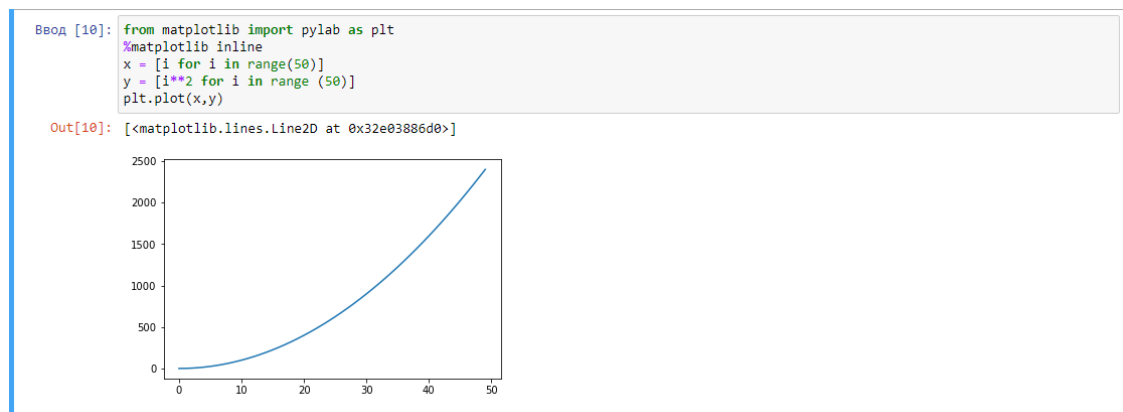 Ввод [10]: from matplotlib import pylab as plt
%matplotlib inline
x = [i for i in range(50)]
y = [i**2 for i in range (50)]
plt.plot(x,y)
Out[10]: [<matplotlib.lines.Line2D at 0x32e03886d0>]
2500
2000
1500
1000
500
0
0 10 20 30 40 50